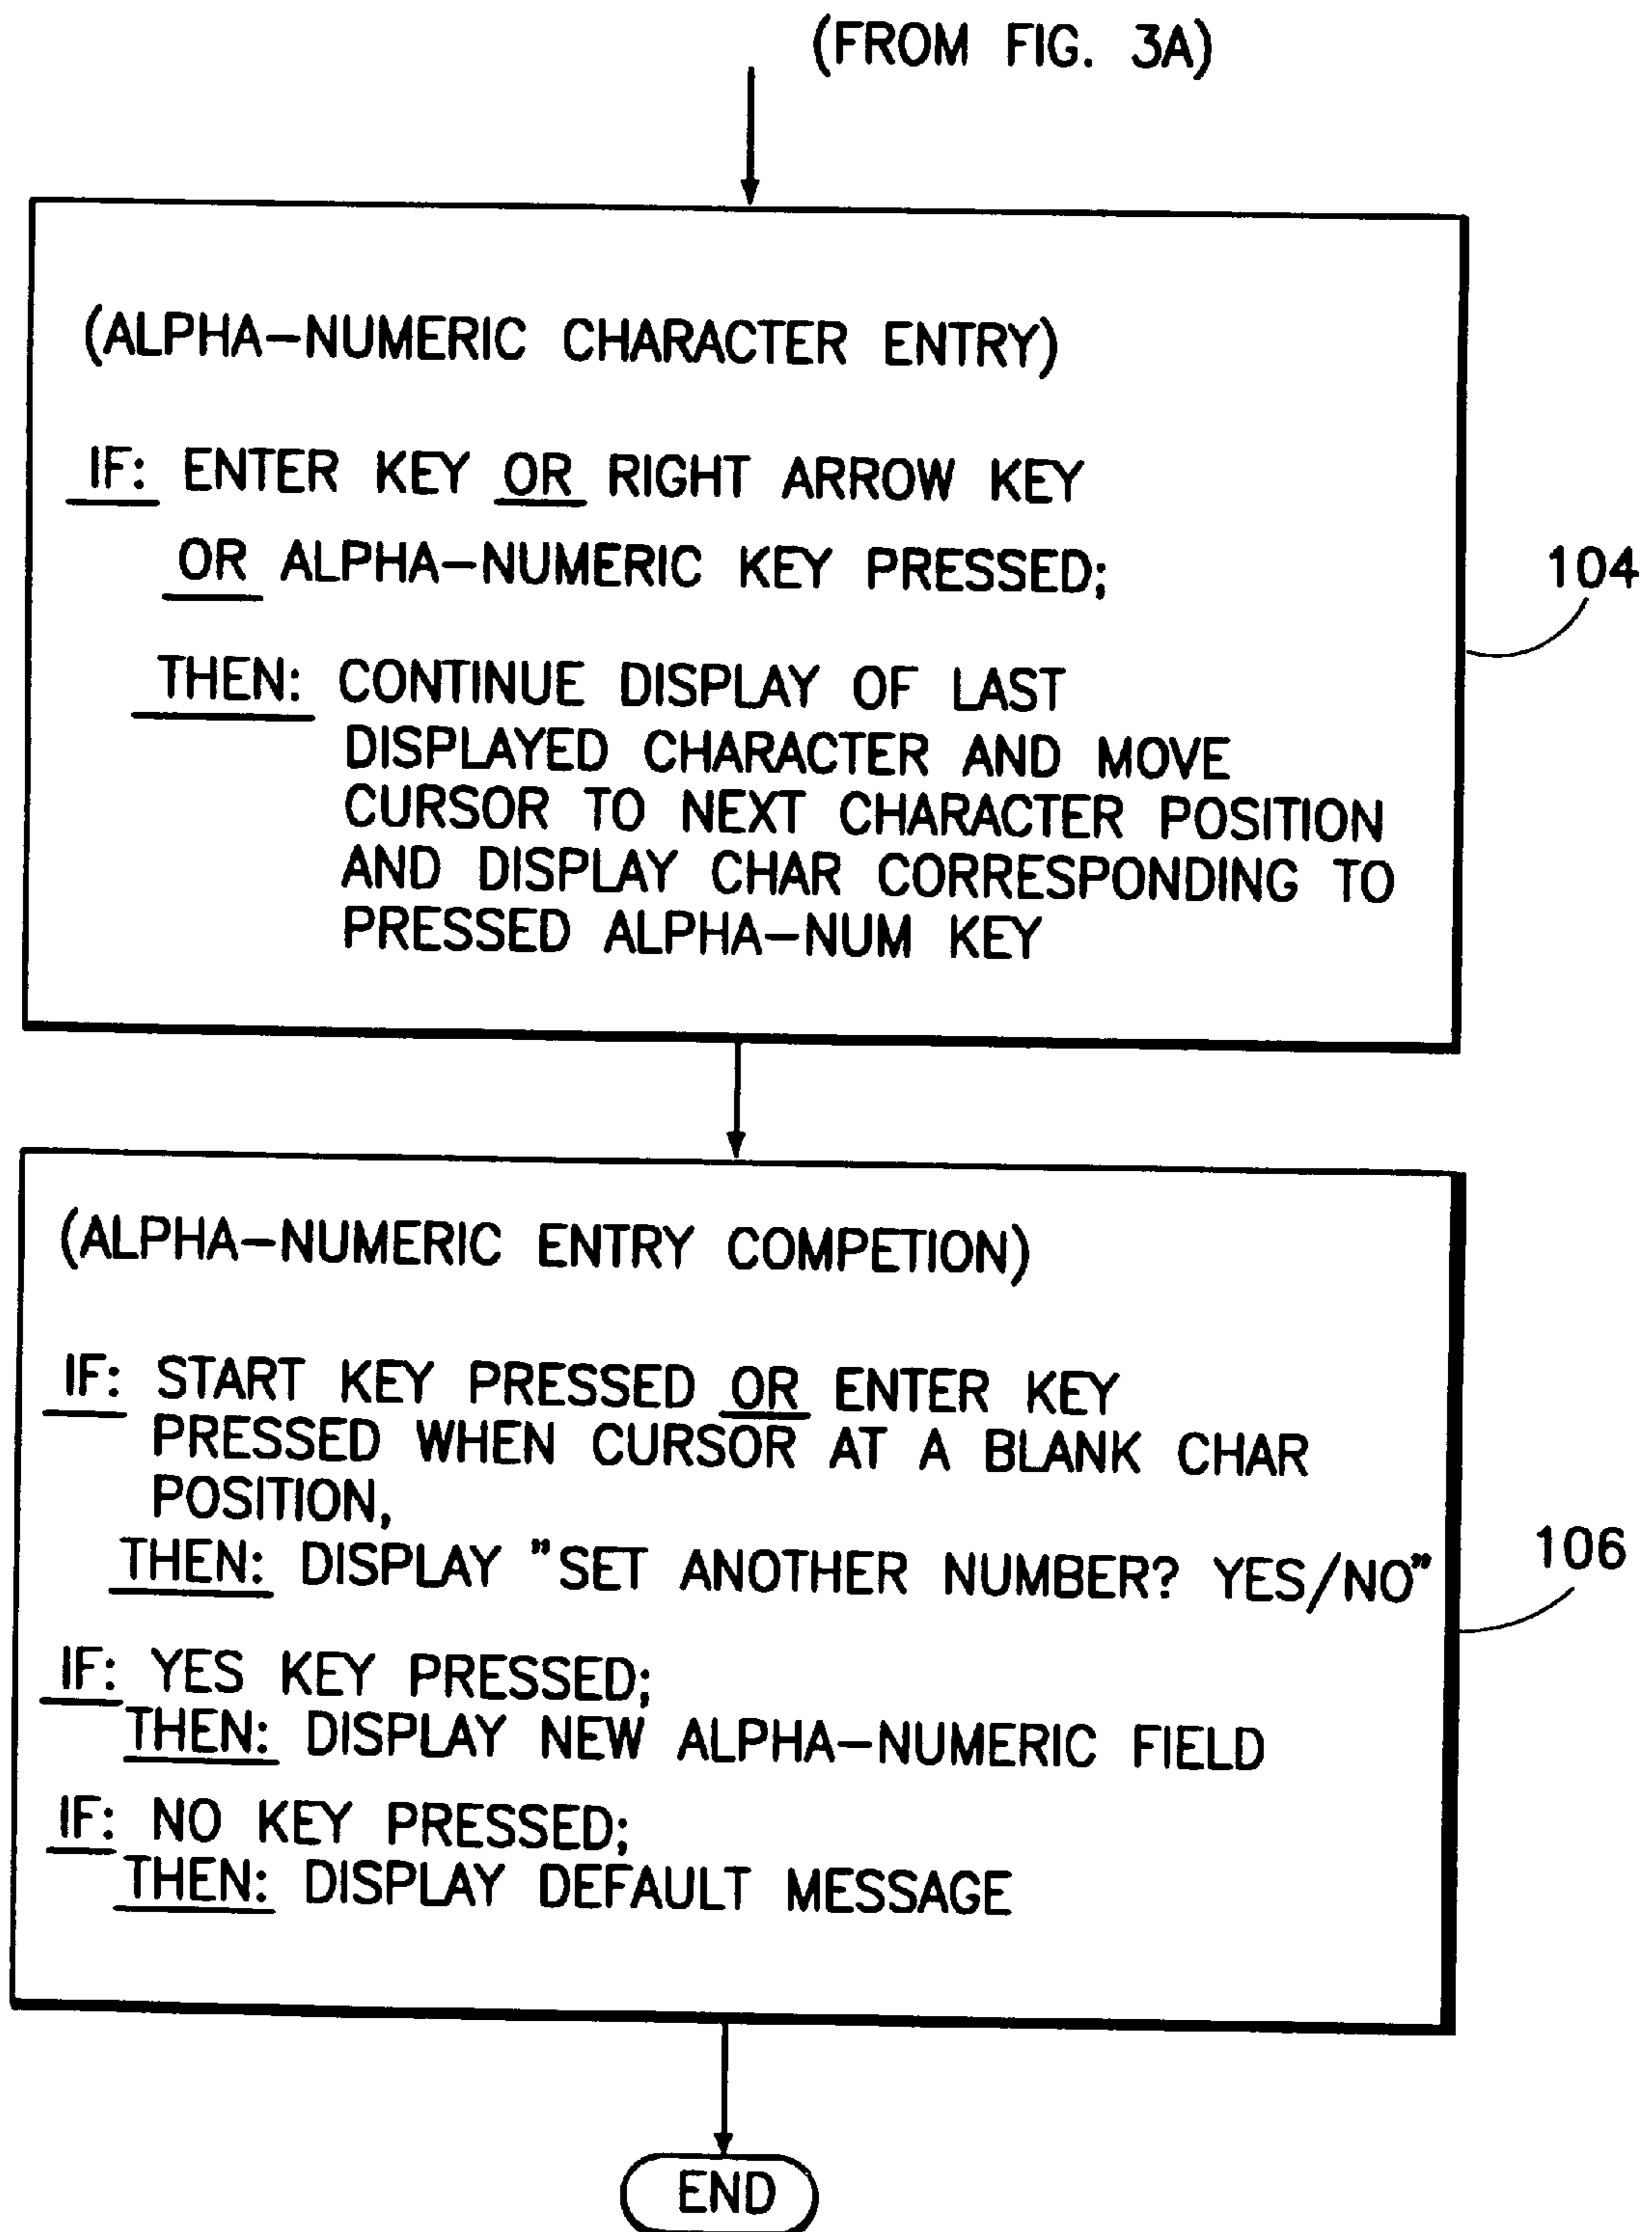 (FROM FIG. 3A)
(ALPHA-NUMERIC CHARACTER ENTRY)
IF: ENTER KEY OR RIGHT ARROW KEY
OR ALPHA-NUMERIC KEY PRESSED;
104
THEN: CONTINUE DISPLAY OF LAST
DISPLAYED CHARACTER AND MOVE
CURSOR TO NEXT CHARACTER POSITION
AND DISPLAY CHAR CORRESPONDING TO
PRESSED ALPHA-NUM KEY
(ALPHA-NUMERIC ENTRY COMPETION)
IF: START KEY PRESSED OR ENTER KEY
PRESSED WHEN CURSOR AT A BLANK CHAR
POSITION,
THEN: DISPLAY "SET ANOTHER NUMBER? YES/NO"
106
IF: YES KEY PRESSED;
THEN: DISPLAY NEW ALPHA-NUMERIC FIELD
IF: NO KEY PRESSED;
THEN: DISPLAY DEFAULT MESSAGE
END